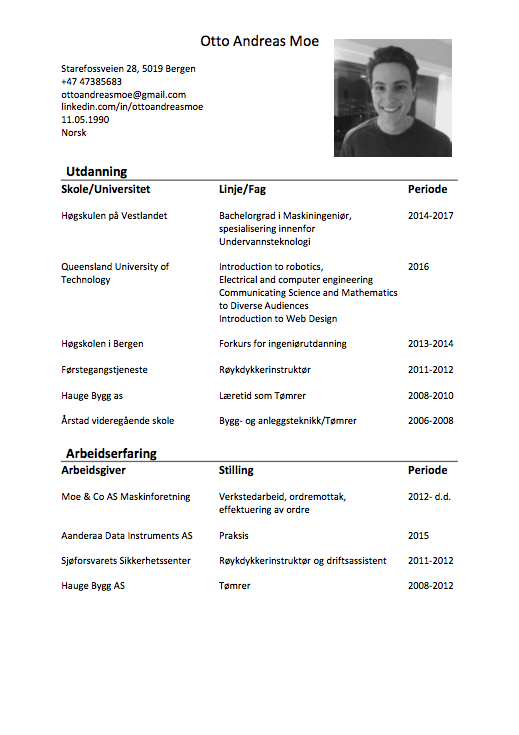 Otto Andreas Moe
Starefossveien 28, 5019 Bergen
+47 47385683
ottoandreasmoe@gmail.com
linkedin.com/in/ottoandreasmoe
11.05.1990
Norsk
Utdanning
Skole/Universitet Linje/Fag Periode
Høgskulen på Vestlandet Bachelorgrad i Maskiningeniør, 2014-2017
spesialisering innenfor
Undervannsteknologi
Queensland University of Introduction to robotics, 2016
Technology Electrical and computer engineering
Communicating Science and Mathematics
to Diverse Audiences
Introduction to Web Design
Høgskolen i Bergen Forkurs for ingeniørutdanning 2013-2014
Førstegangstjeneste Røykdykkerinstruktør 2011-2012
Hauge Bygg as Læretid som Tømrer 2008-2010
Årstad videregående skole Bygg- og anleggsteknikk/Tømrer 2006-2008
Arbeidserfaring
Arbeidsgiver Stilling Periode
Moe & Co AS Maskinforetning Verkstedarbeid, ordremottak, 2012- d.d.
effektuering av ordre
Aanderaa Data Instruments AS Praksis 2015
Sjøforsvarets Sikkerhetssenter Røykdykkerinstruktør og driftsassistent 2011-2012
Hauge Bygg AS Tømrer 2008-2012